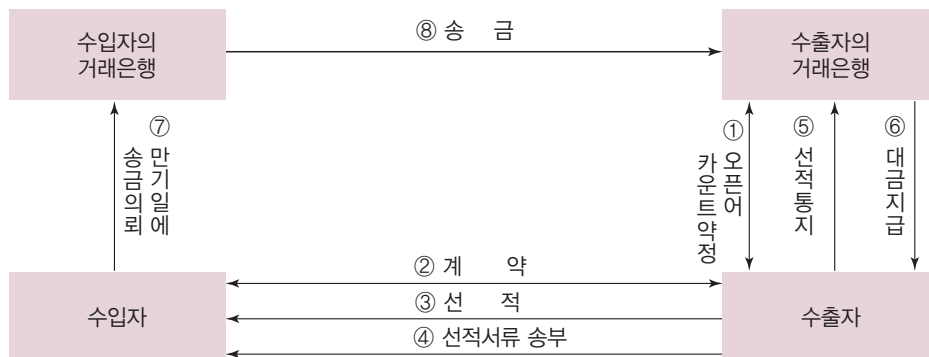 수입자의
거래은행
⑧ 송 금
수출자의
거래은행
⑦ 만기일에
송금의뢰
① 오픈어
카운트약정
⑤ 선적통지
⑥ 대금지급
② 계 약
③ 선 적
④ 선적서류 송부
수입자
수출자